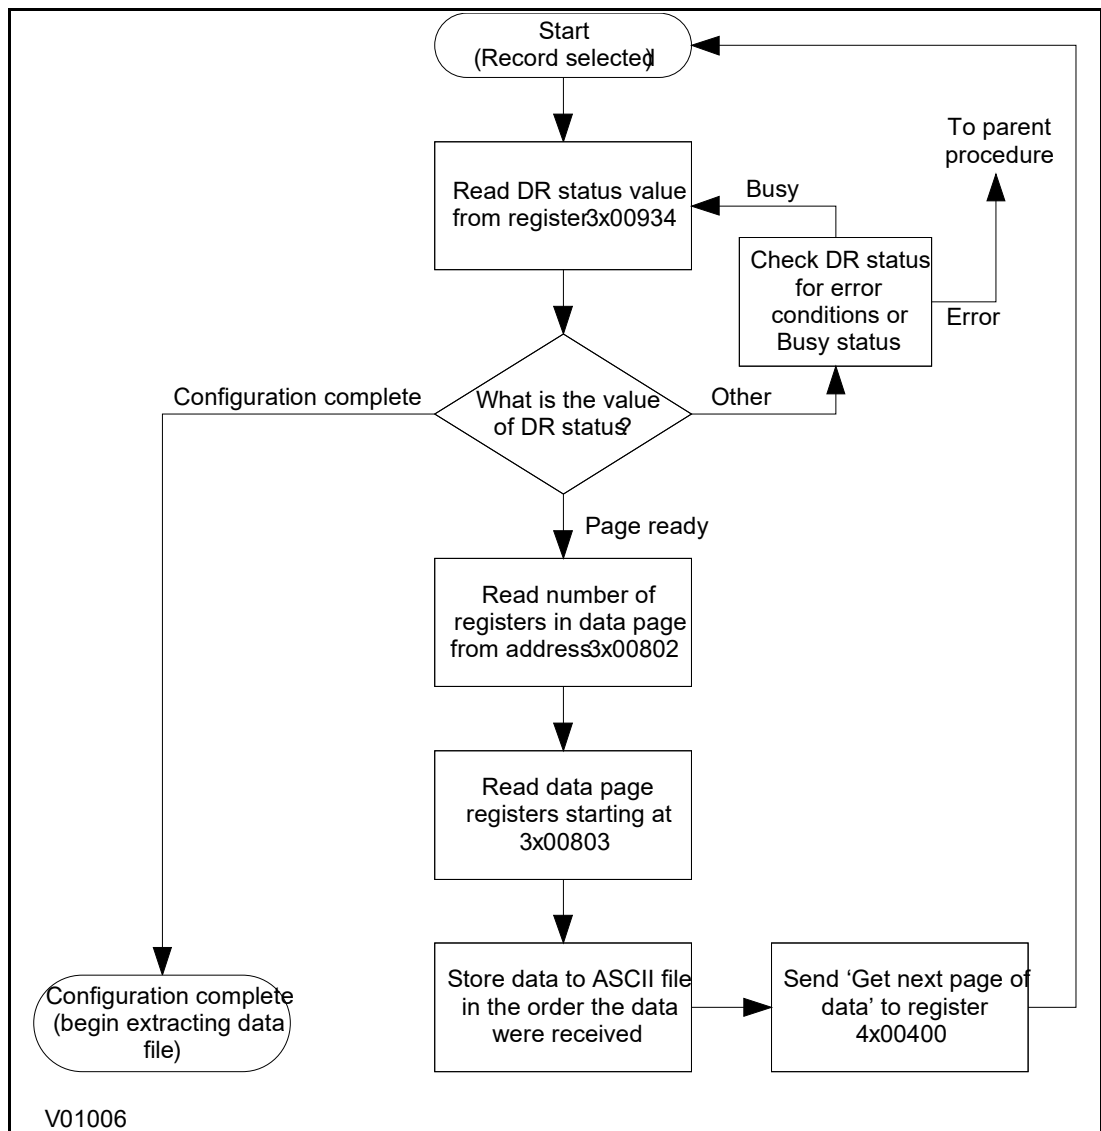 Start
(Record selected)
To parent
procedure
Read DR status value
from register3x00934
Busy
Check DR status
for error
conditions or
Busy status
Error
Configuration complete
What is the value
of DR status?
Other
Page ready
Read number of
registers in data page
from address3x00802
Read data page
registers starting at
3x00803
Store data to ASCII file
in the order the data
were received
Send ‘Get next page of
data’ to register
4x00400
Configuration complete
(begin extracting data
file)
V01006